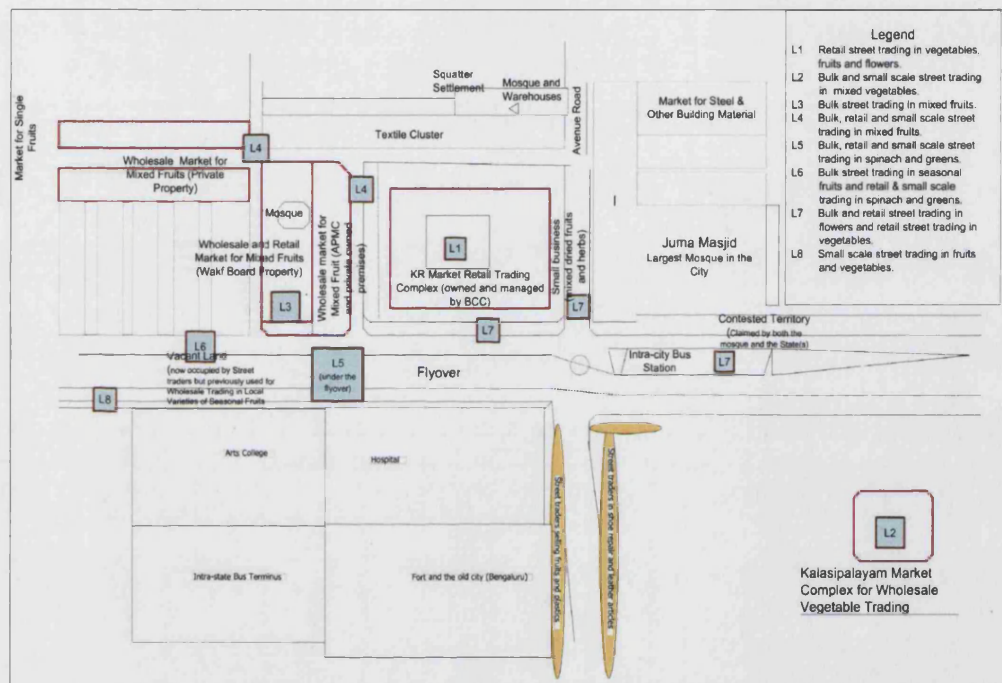 Legend
L1 Retail street trading in vegetables,
fruits and flowers.
L2 Bulk and small scale street trading
in mixed vegetables.
L3 Bulk street trading in mixed fruits.
L4 Bulk, retail and small scale street
trading in mixed fruits.
L5 Bulk, retail and small scale street
trading in spinach and greens.
L6 Bulk street trading in seasonal
fruits and retail & small scale
trading in spinach and greens.
L7 Bulk and retail street trading in
flowers and retail street trading in
vegetables.
L8 Small scale street trading in fruits
and vegetables.
Market for Single
Fruits
Squatter
Settlement
Mosque and
Warehouses
Avenue Road
Market for Steel &
Other Building Material
Textile Cluster
L4
Wholesale Market for
Mixed Fruits (Private
Property)
L4
Mosque
Wholesale and Retail
Market for Mixed Fruits
(Wakf Board Property)
L3
Wholesale market for
Mixed Fruit (APMC
and private owned
premises)
L1
KR Market Retail Trading
Complex (owned and managed
by BCC)
Small business
(mixed dried fruits
and herbs)
L7
L7
Juma Masjid
Largest Mosque in the
City
Contested Territory
(Claimed by both the
mosque and the State(s)
Intra-city Bus
Station
L7
L6
Vacant Land
(now occupied by Street
traders but previously used for
Wholesale Trading in Local
Varieties of Seasonal Fruits
L5
(under the
flyover)
Flyover
L8
Arts College
Hospital
Intra-state Bus Terminus
Fort and the old city (Bengaluru)
Street traders selling fruits and plastics
Street traders in shoe repair and leather articles
L2
Kalasipalayam Market
Complex for Wholesale
Vegetable Trading